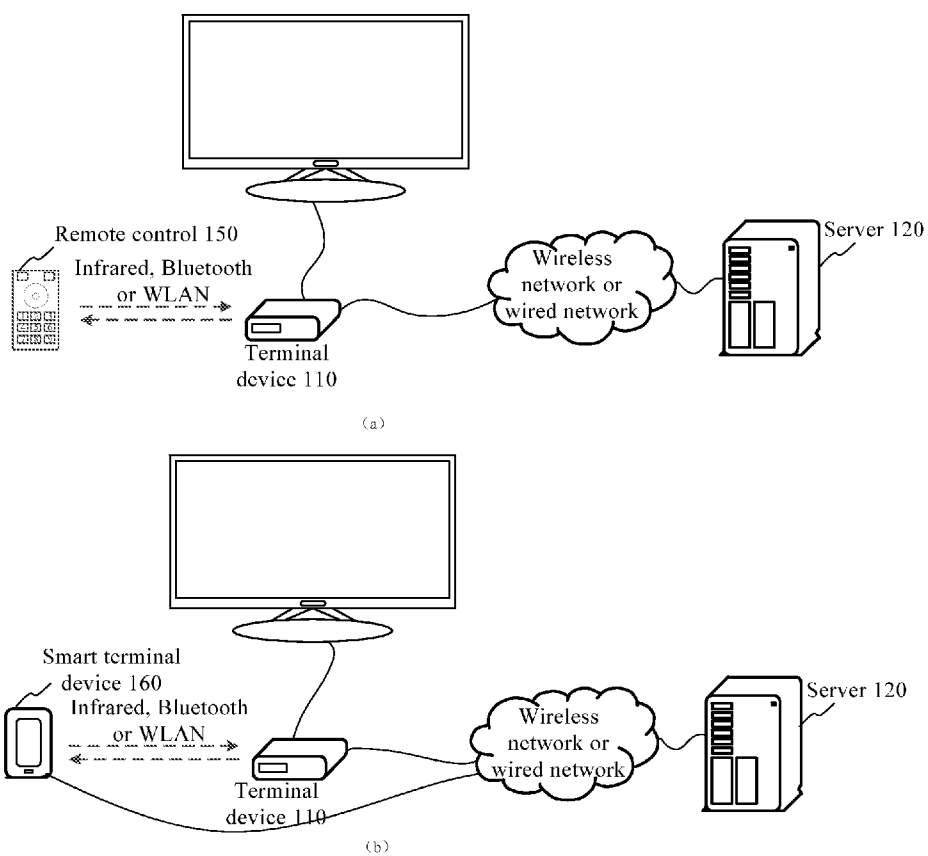 Remote control 150
Infrared, Bluetooth
or WLAN
Terminal
device 110
Wireless
network or
wired network
Server 120
(a)
Smart terminal
device 160
Infrared, Bluetooth
or WLAN
Terminal
device 110
Wireless
network or
wired network
Server 120
(b)